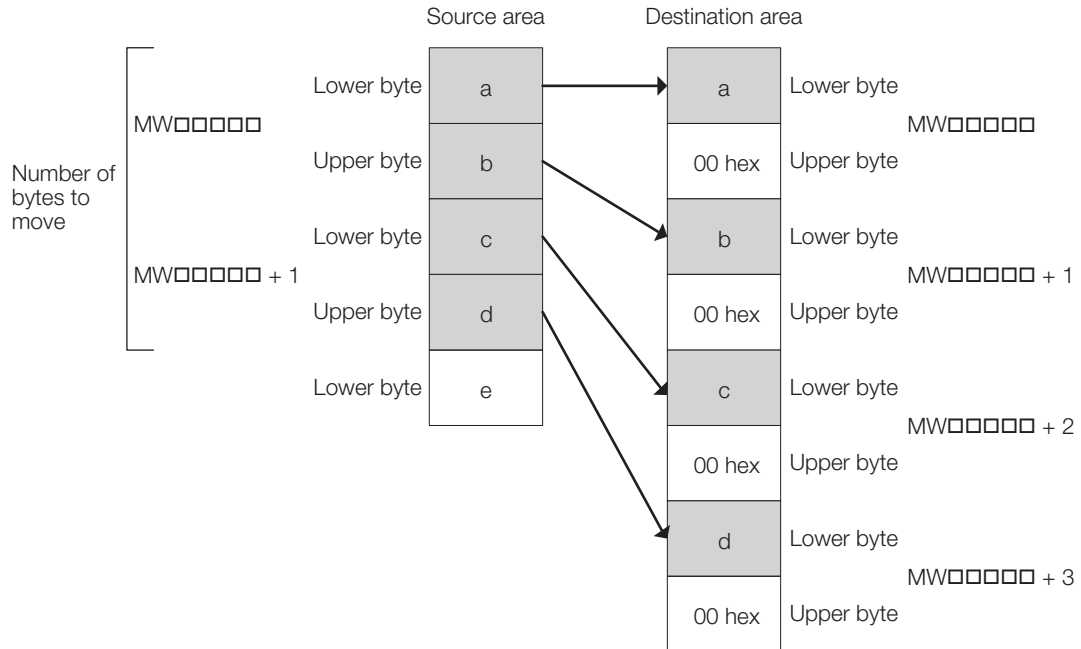 Source area
Destination area
Number of
bytes to
move
MW□□□□□
MW□□□□□ + 1
Lower byte
Upper byte
Lower byte
Upper byte
Lower byte
a
b
c
d
e
a
00 hex
b
00 hex
c
00 hex
d
00 hex
Lower byte
Upper byte
Lower byte
Upper byte
Lower byte
Upper byte
Lower byte
Upper byte
MW□□□□□
MW□□□□□ + 1
MW□□□□□ + 2
MW□□□□□ + 3